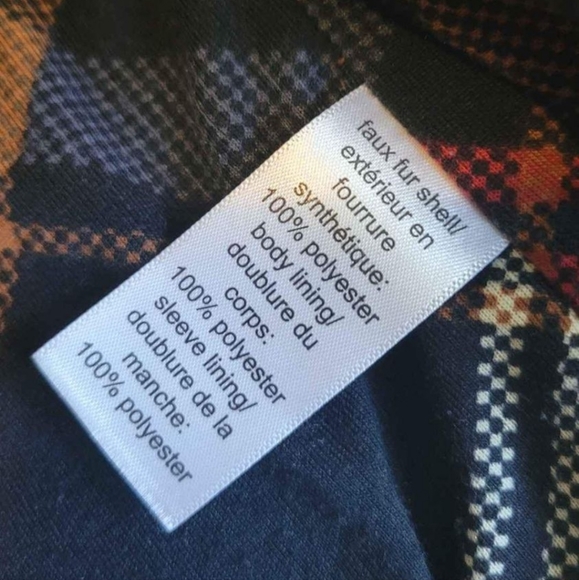 faux fur shell/
extérieur en
fourrure
synthétique:
100% polyester
body lining/
doublure du
corps:
100% polyester
sleeve lining/
doublure de la
manche:
100% polyester